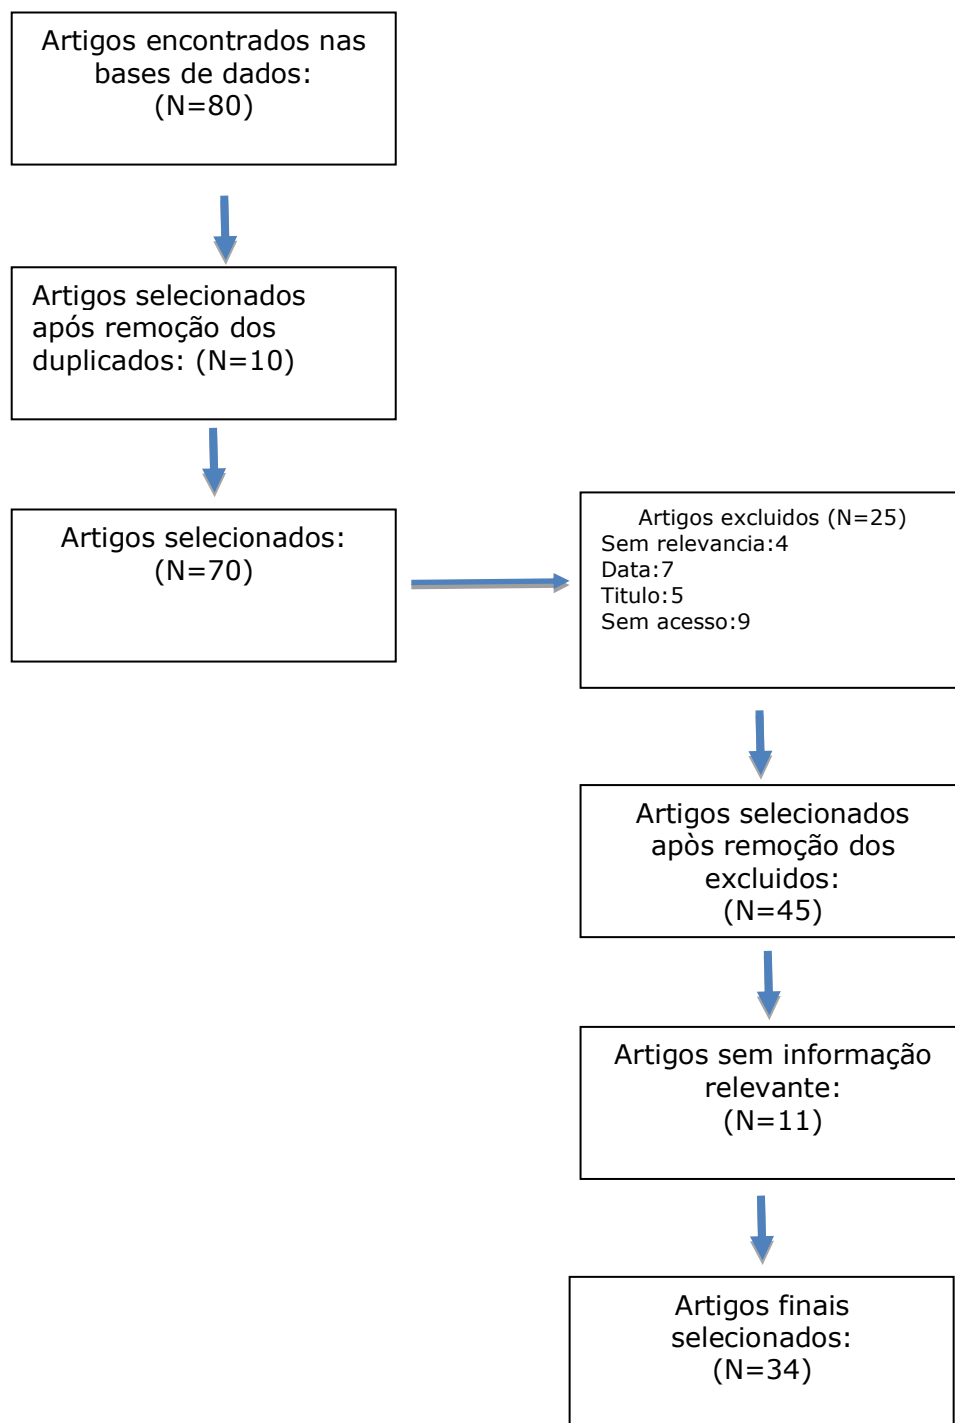 Artigos encontrados nas
bases de dados:
(N=80)
Artigos selecionados
após remoção dos
duplicados: (N=10)
Artigos selecionados:
(N=70)
Artigos excluidos (N=25)
Sem relevancia:4
Data:7
Titulo:5
Sem acesso:9
Artigos selecionados
apòs remoção dos
excluidos:
(N=45)
Artigos sem informação
relevante:
(N=11)
Artigos finais
selecionados:
(N=34)